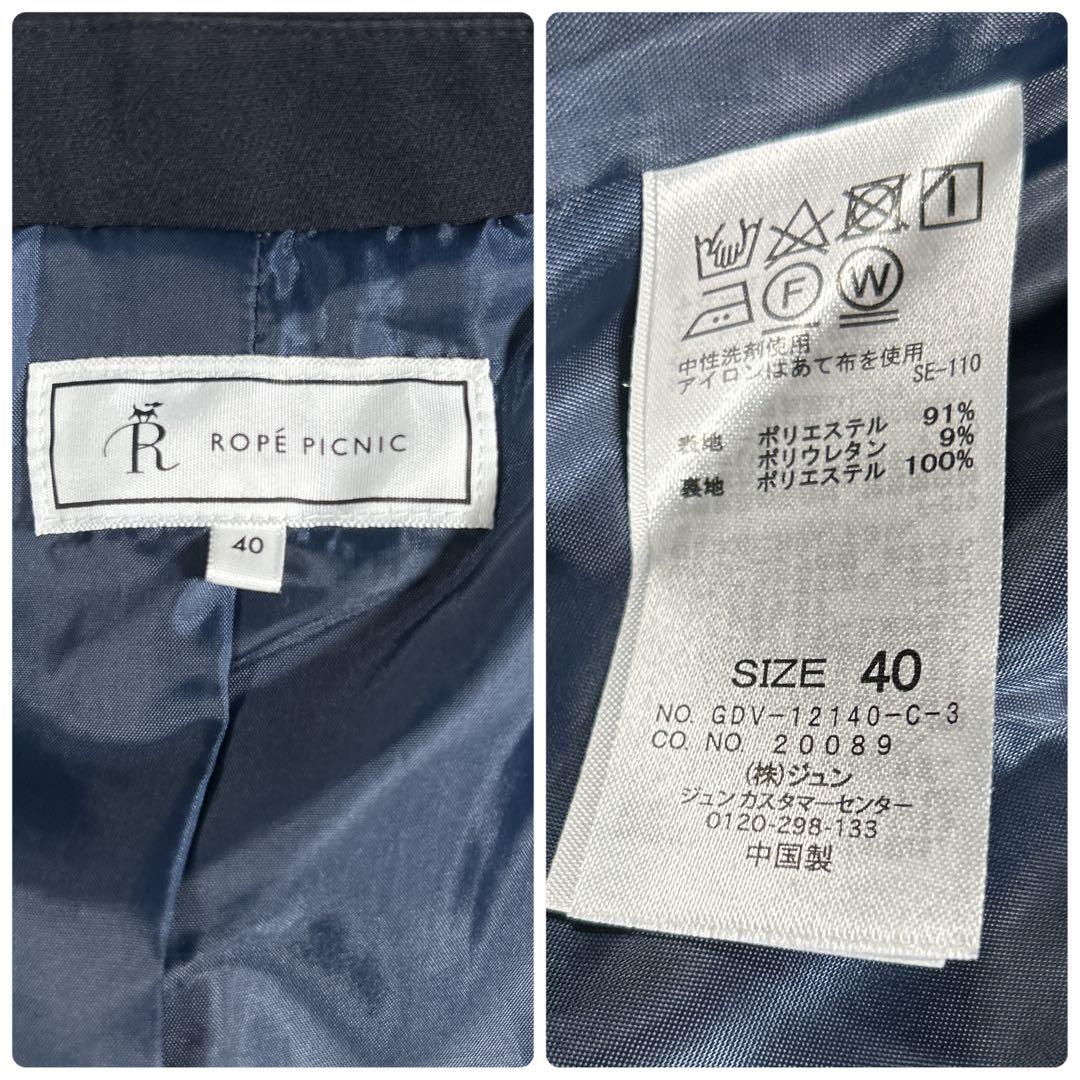 R ROPÉ PICNIC
40
F W
中性洗剤使用
アイロンはあて布を使用
SE-110
表地 ポリエステル 91%
ポリウレタン 9%
裏地 ポリエステル 100%
SIZE 40
NO. GDV-12140-C-3
CO. NO. 20089
(株)ジュン
ジュンカスタマーセンター
0120-298-133
中国製